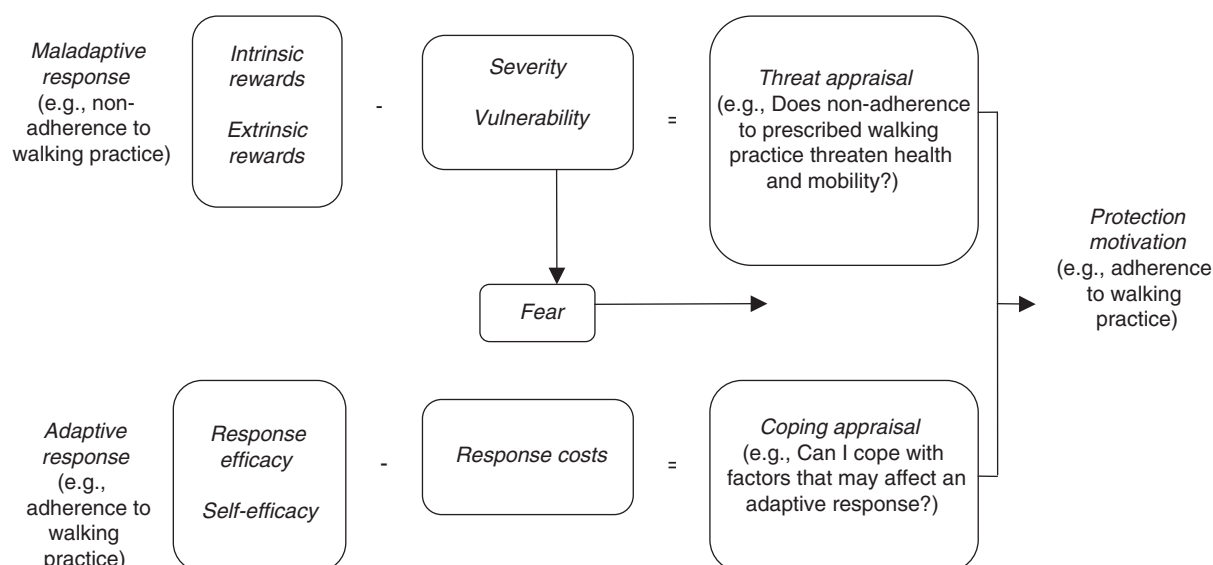 Maladaptive
response
(e.g., non-
adherence to
walking practice)
Intrinsic
rewards
Extrinsic
rewards
-
Severity
Vulnerability
=
Threat appraisal
(e.g., Does non-adherence
to prescribed walking
practice threaten health
and mobility?)
Fear
Protection
motivation
(e.g., adherence
to walking
practice)
Adaptive
response
(e.g.,
adherence to
walking
practice)
Response
efficacy
Self-efficacy
-
Response costs
=
Coping appraisal
(e.g., Can I cope with
factors that may affect an
adaptive response?)